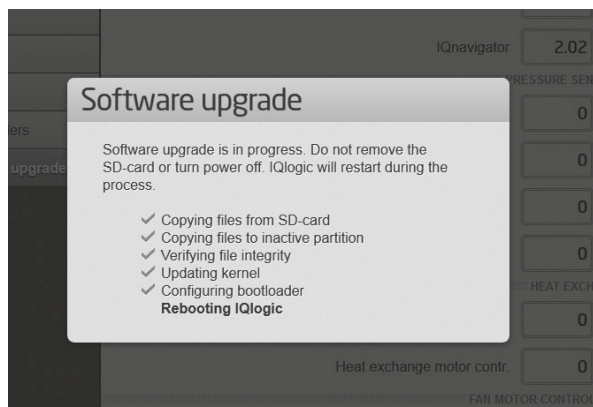 IQnavigator 2.02
PRESSURE SEN
Software upgrade
0
ders
Software upgrade is in progress. Do not remove the
upgrade
SD-card or turn power off. IQlogic will restart during the
0
process.
Copying files from SD-card
0
Copying files to inactive partition
Verifying file integrity
0
Updating kernel
Configuring bootloader
HEAT EXCH
Rebooting IQlogic
0
Heat exchange motor contr. 0
FAN MOTOR CONTROL